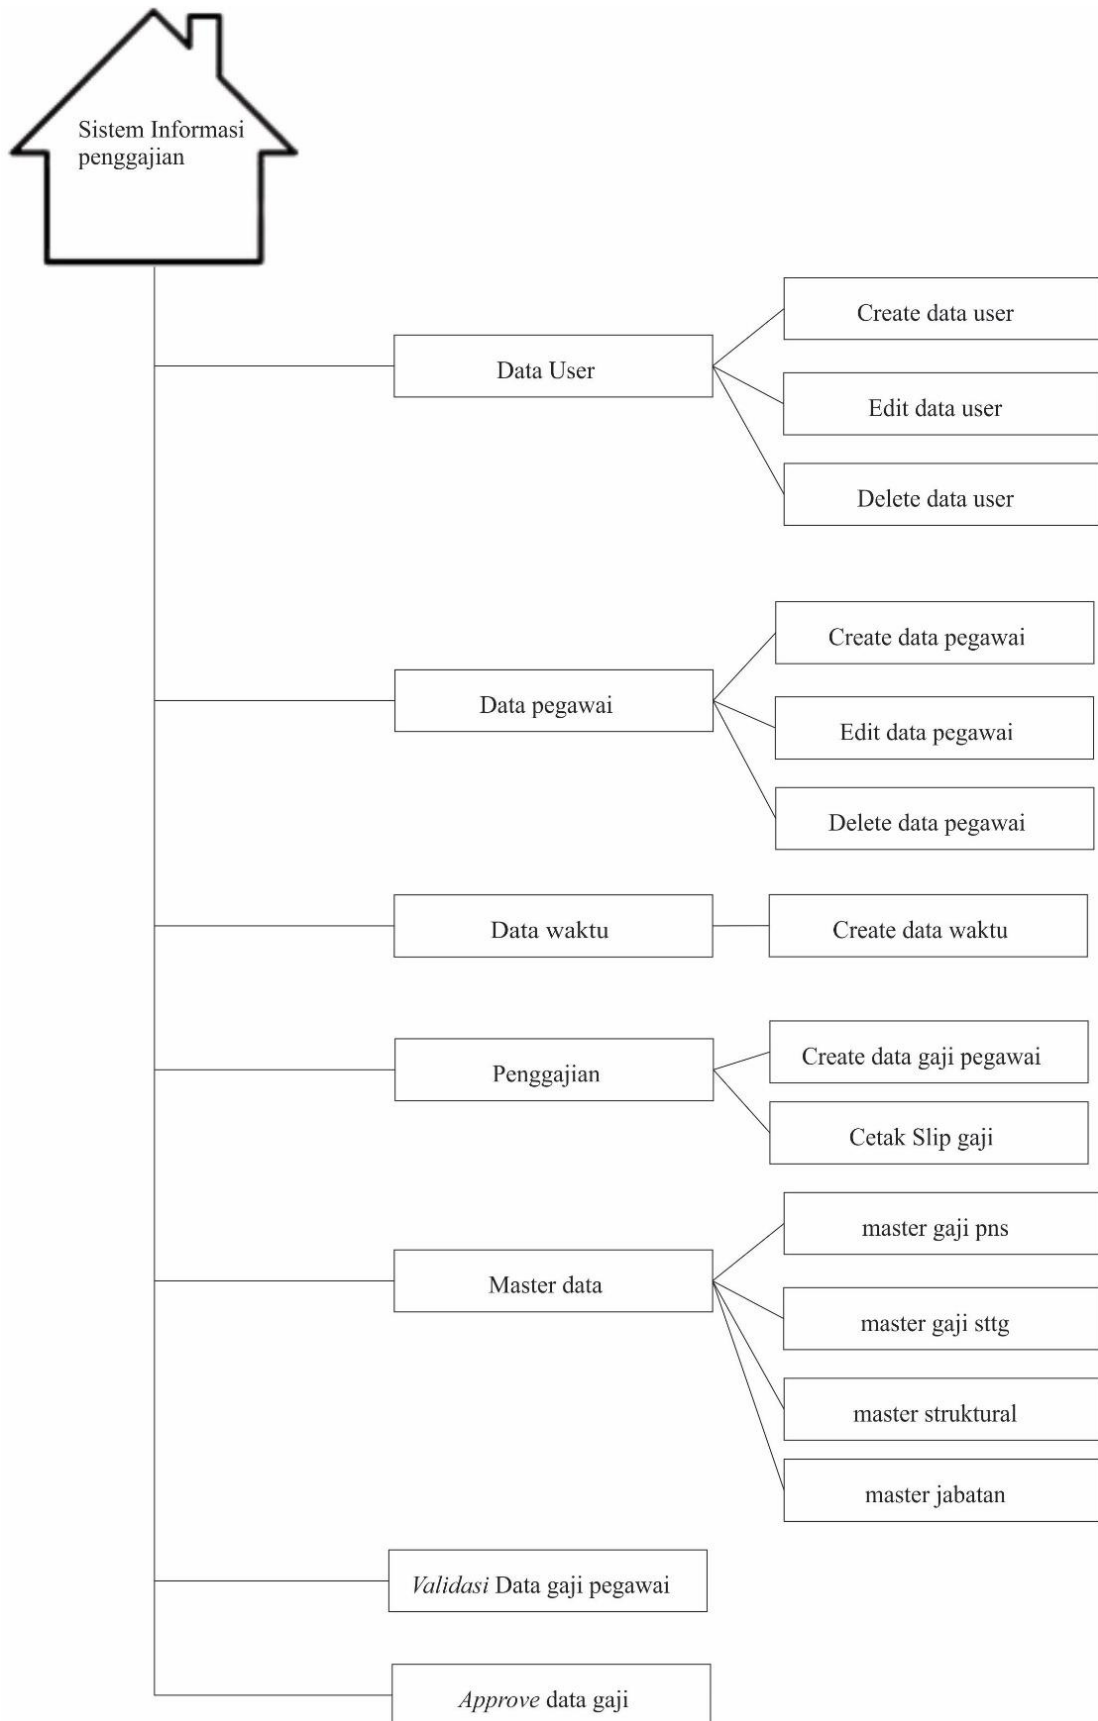 Sistem Informasi
penggajian
Data User
Create data user
Edit data user
Delete data user
Data pegawai
Create data pegawai
Edit data pegawai
Delete data pegawai
Data waktu
Create data waktu
Penggajian
Create data gaji pegawai
Cetak Slip gaji
Master data
master gaji pns
master gaji sttg
master struktural
master jabatan
Validasi Data gaji pegawai
Approve data gaji